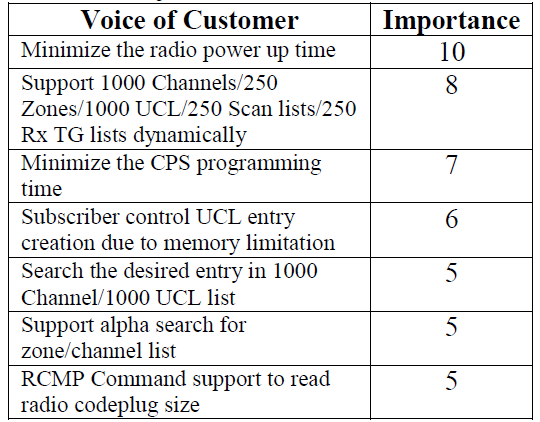 Voice of Customer Importance
Minimize the radio power up time 10
Support 1000 Channels/250 8
Zones/1000 UCL/250 Scan lists/250
Rx TG lists dynamically
Minimize the CPS programming 7
time
Subscriber control UCL entry 6
creation due to memory limitation
Search the desired entry in 1000 5
Channel/1000 UCL list
Support alpha search for 5
zone/channel list
RCMP Command support to read 5
radio codeplug size